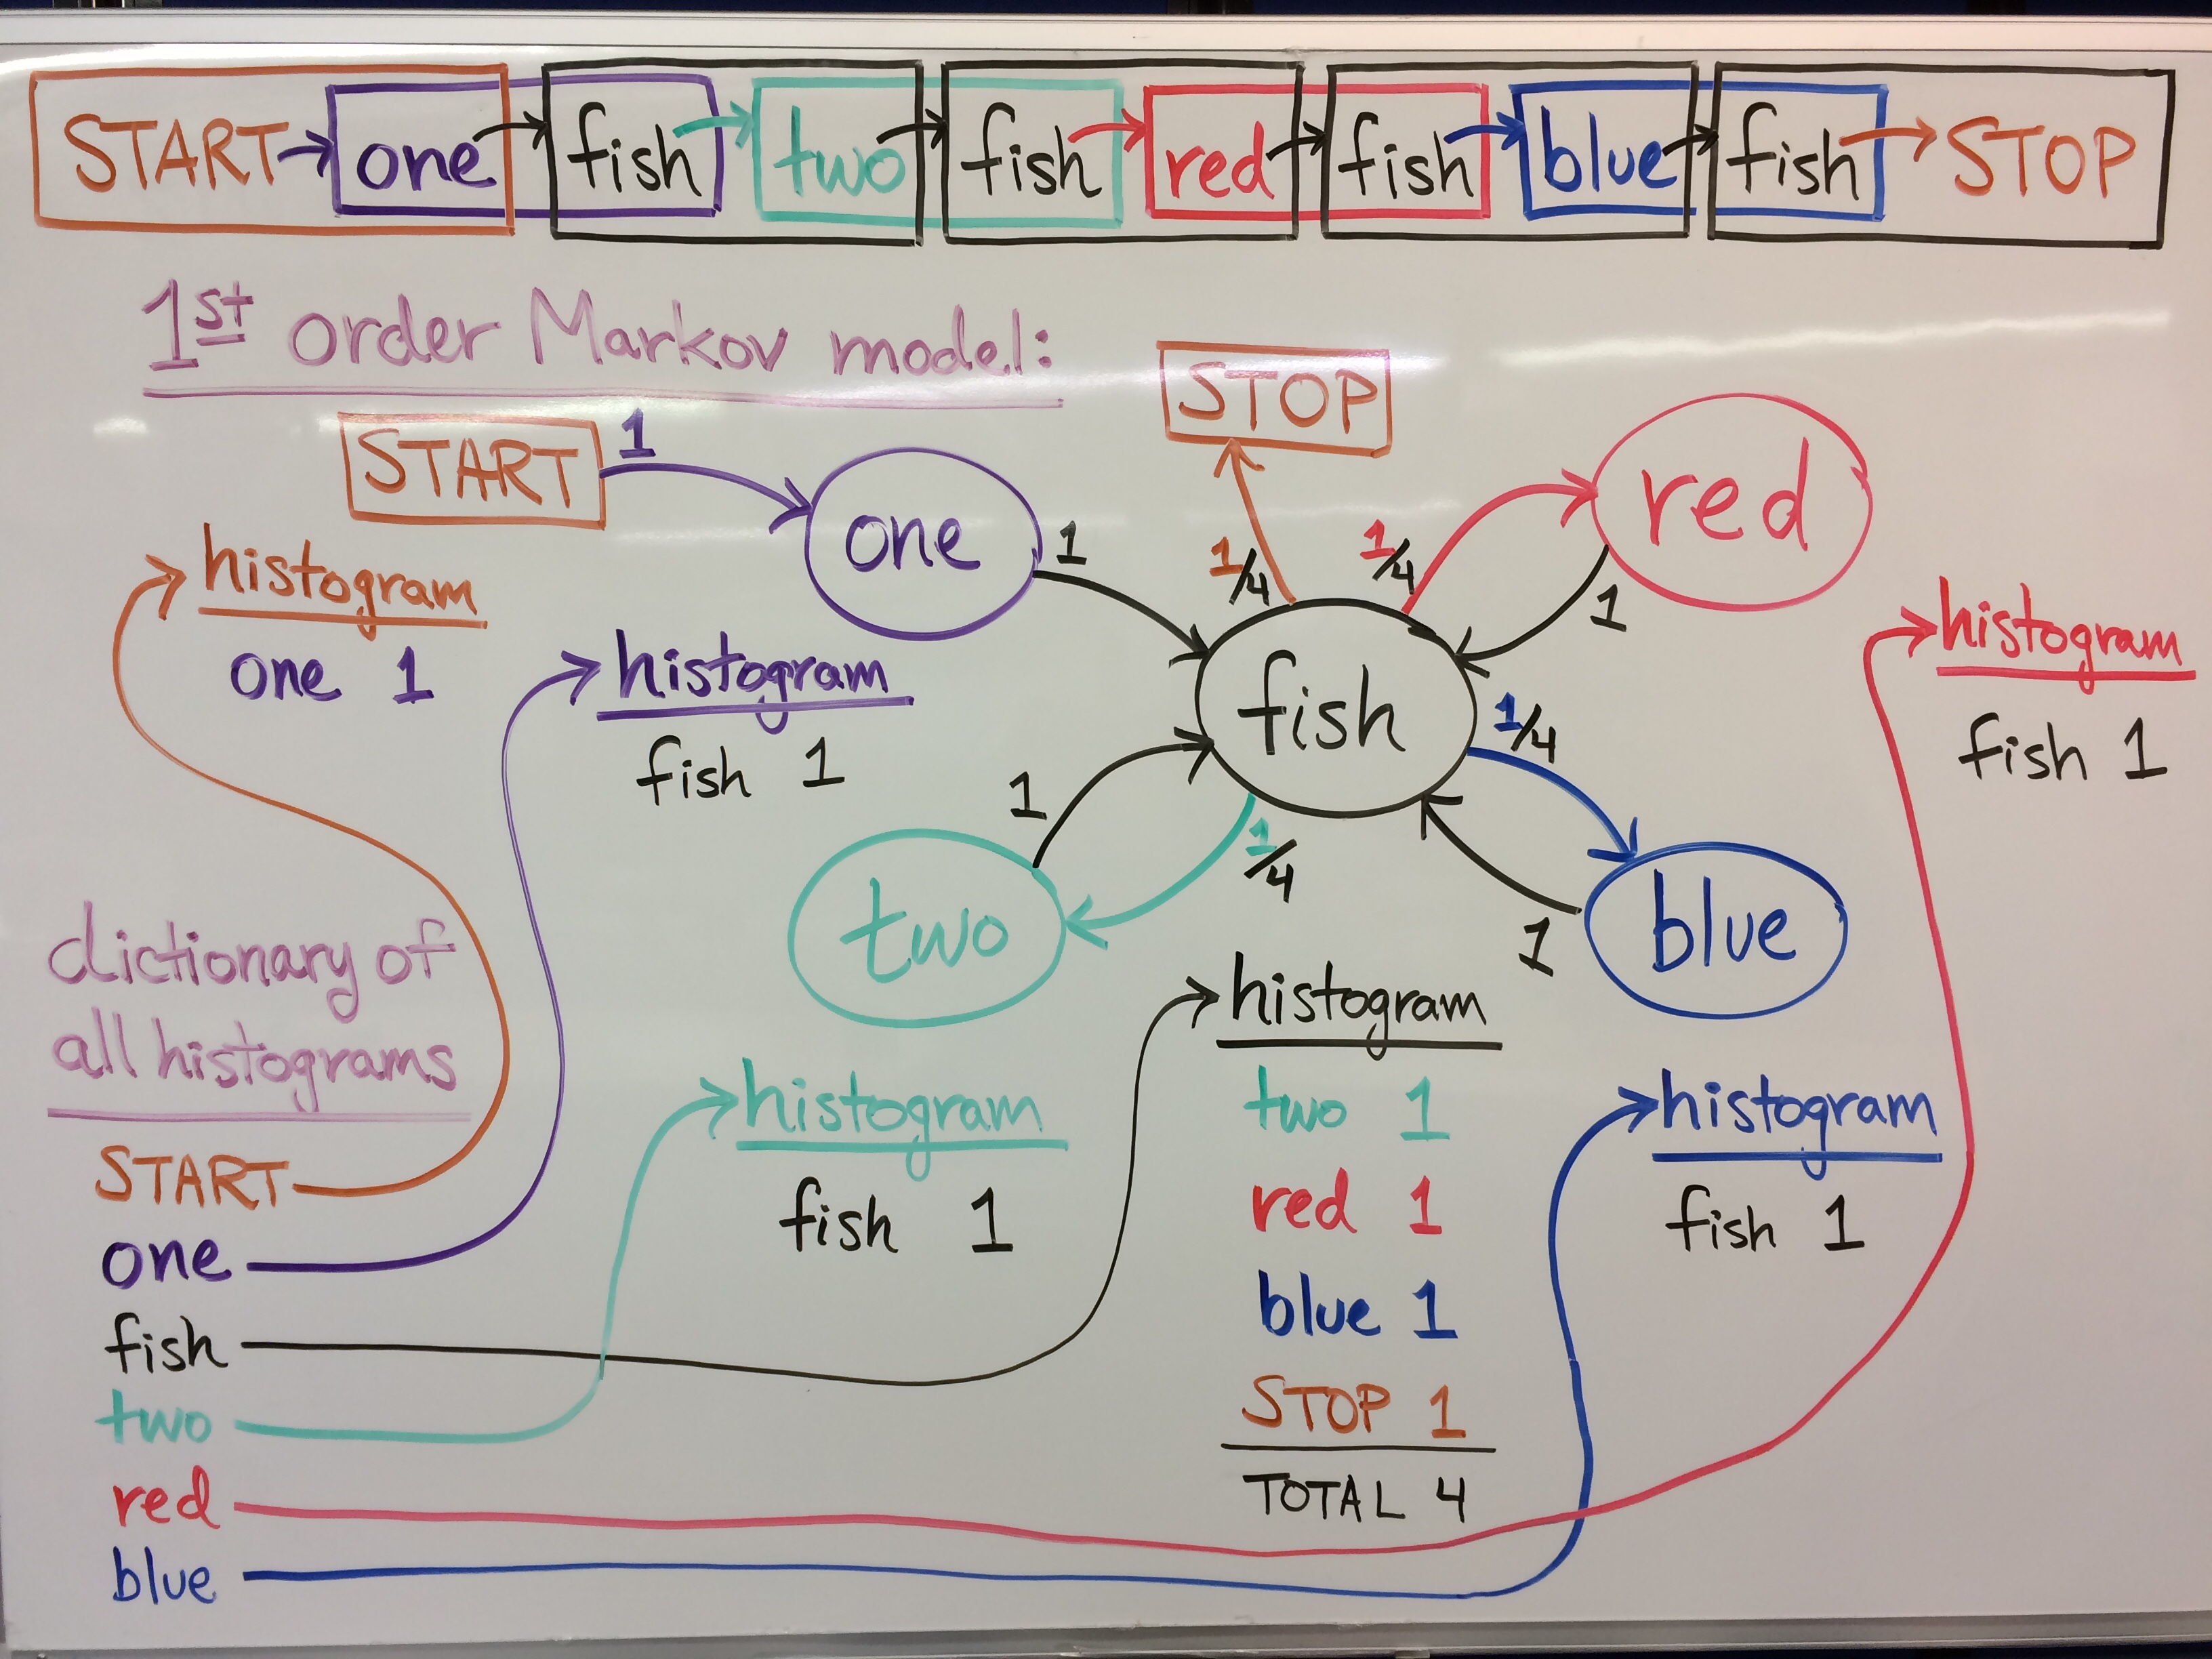 START one fish two fish red fish blue fish STOP
1st order Markov model:
STOP
START
1
one
1
1/4
1/4
red
1
histogram
one 1
histogram
fish 1
fish
1/4
histogram
fish 1
1
1/4
two
blue
1
dictionary of
all histograms
START
one
fish
two
red
blue
histogram
fish 1
histogram
two 1
red 1
blue 1
STOP 1
TOTAL 4
histogram
fish 1